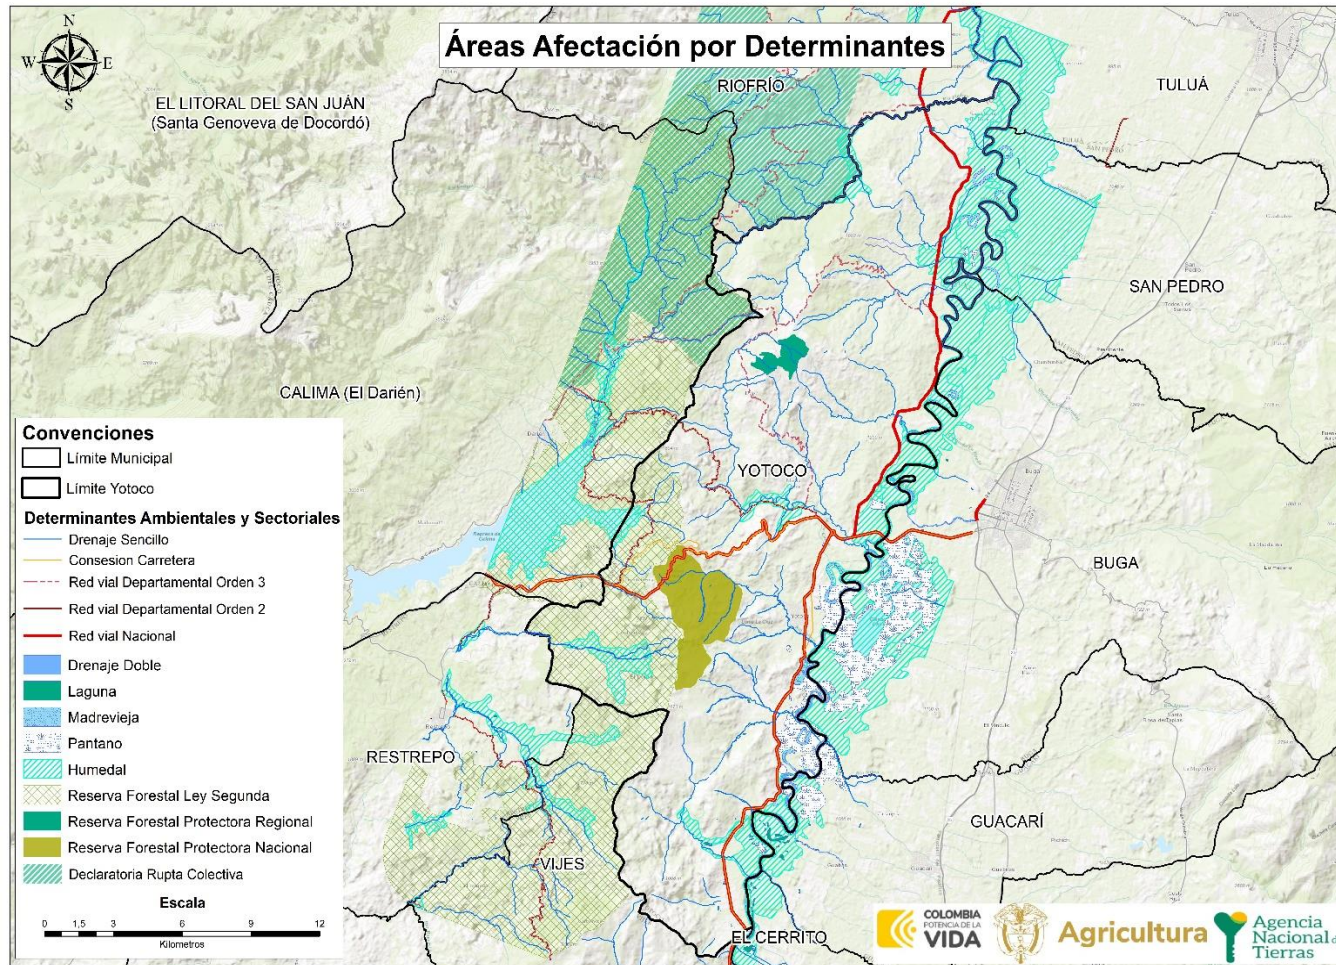 Áreas Afectación por Determinantes
N
W
E
S
RIOFRÍO
TULUÁ
EL LITORAL DEL SAN JUÁN
(Santa Genoveva de Docordó)
SAN PEDRO
CALIMA (El Darién)
YOTOCO
Buga
BUGA
RESTREPO
GUACARÍ
VIJES
EL CERRITO
Convenciones
Límite Municipal
Límite Yotoco
Determinantes Ambientales y Sectoriales
Drenaje Sencillo
Consesion Carretera
Red vial Departamental Orden 3
Red vial Departamental Orden 2
Red vial Nacional
Drenaje Doble
Laguna
Madrevieja
Pantano
Humedal
Reserva Forestal Ley Segunda
Reserva Forestal Protectora Regional
Reserva Forestal Protectora Nacional
Declaratoria Rupta Colectiva
Escala
0 1,5 3 6 9 12
Kilometros
COLOMBIA
POTENCIA DE LA
VIDA
Agricultura
Agencia
Nacional d
Tierras